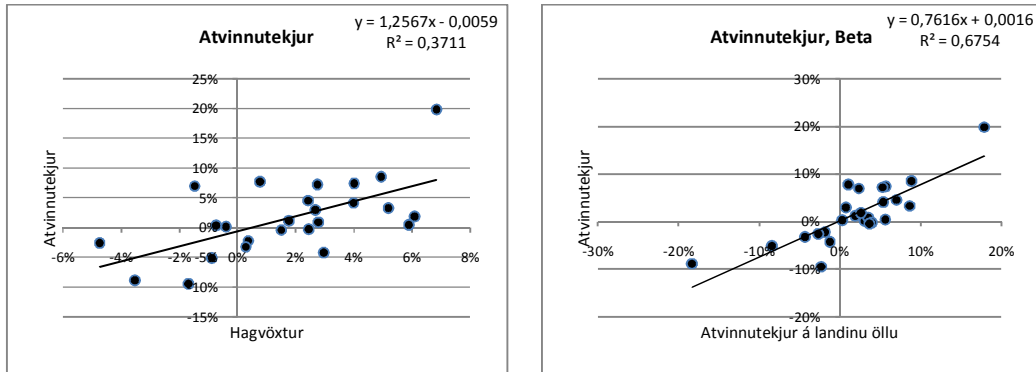 Atvinnutekjur
y = 1,2567x - 0,0059
R² = 0,3711
Atvinnutekjur
25%
20%
15%
10%
5%
0%
-5%
-10%
-15%
-6%
-4%
-2%
0%
2%
4%
6%
8%
Hagvöxtur
Atvinnutekjur, Beta
y = 0,7616x + 0,0016
R² = 0,6754
Atvinnutekjur
30%
20%
10%
0%
-10%
-20%
-30%
-20%
-10%
0%
10%
20%
Atvinnutekjur á landinu öllu